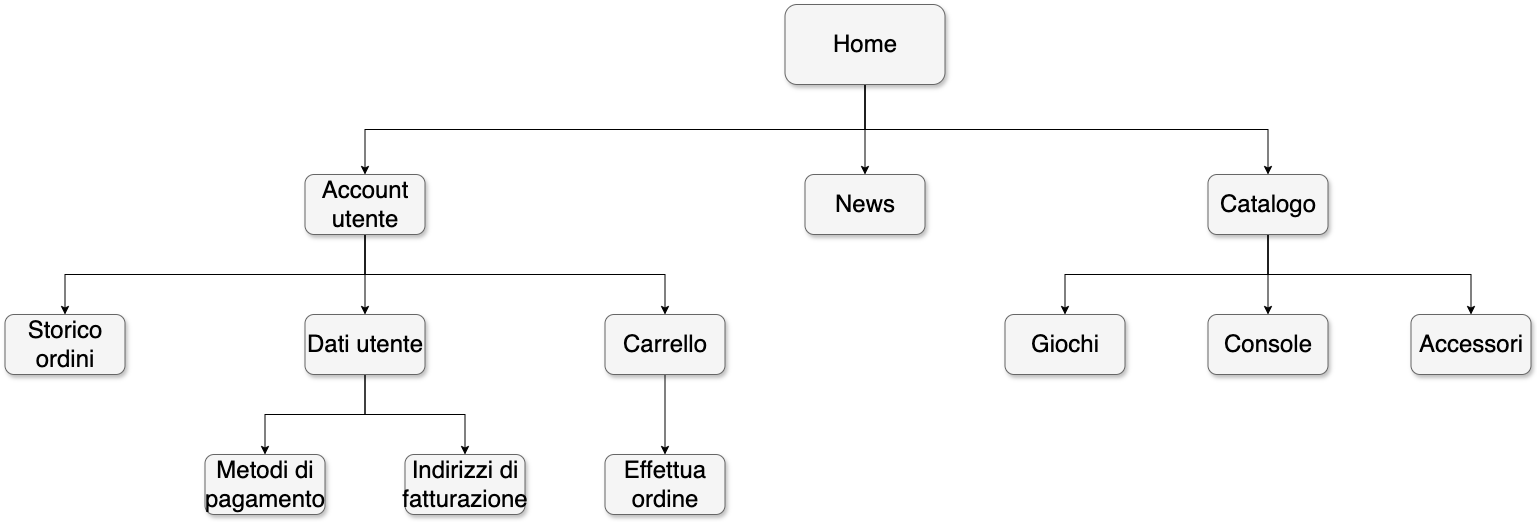 Home
Account
utente
News
Catalogo
Storico
ordini
Dati utente
Carrello
Giochi
Console
Accessori
Metodi di
pagamento
Indirizzi di
fatturazione
Effettua
ordine